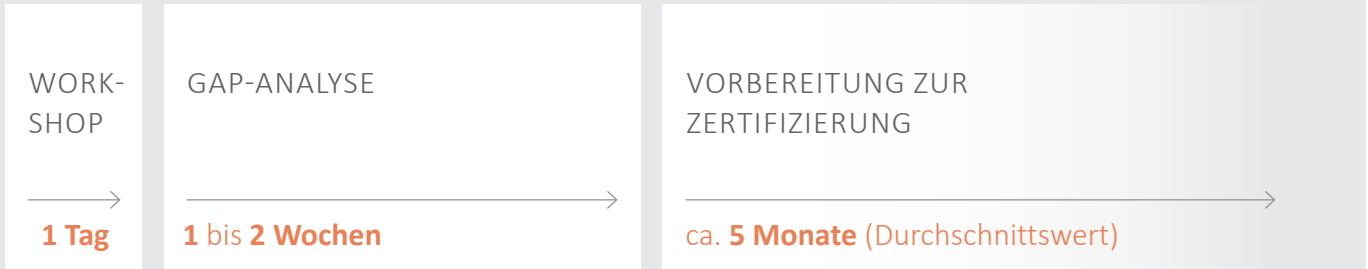 WORK-
SHOP
1 Tag
GAP-ANALYSE
1 bis 2 Wochen
VORBEREITUNG ZUR
ZERTIFIZIERUNG
ca. 5 Monate (Durchschnittswert)